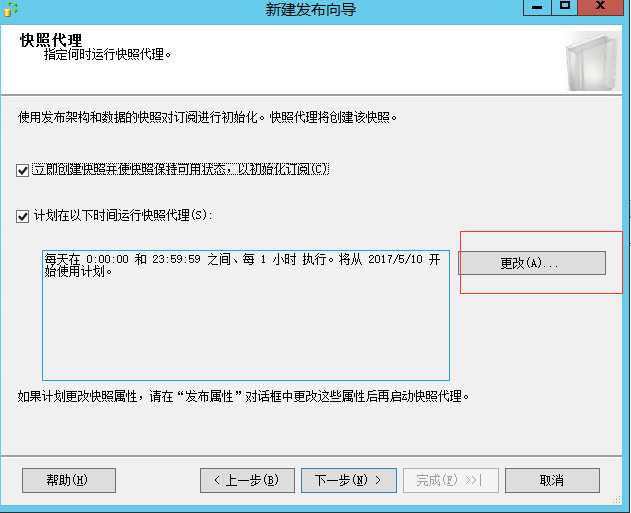 新建发布向导
快照代理
指定何时运行快照代理。
使用发布架构和数据的快照对订阅进行初始化。快照代理将创建该快照。
立即创建快照并使快照保持可用状态，以初始化订阅(C)
计划在以下时间运行快照代理(S):
每天在 0:00:00 和 23:59:59 之间、每 1 小时 执行。将从 2017/5/10 开
始使用计划。
更改(A)...
如果计划更改快照属性，请在“发布属性”对话框中更改这些属性后再启动快照代理。
帮助(H)
< 上一步(B)
下一步(N) >
完成(F) >>|
取消